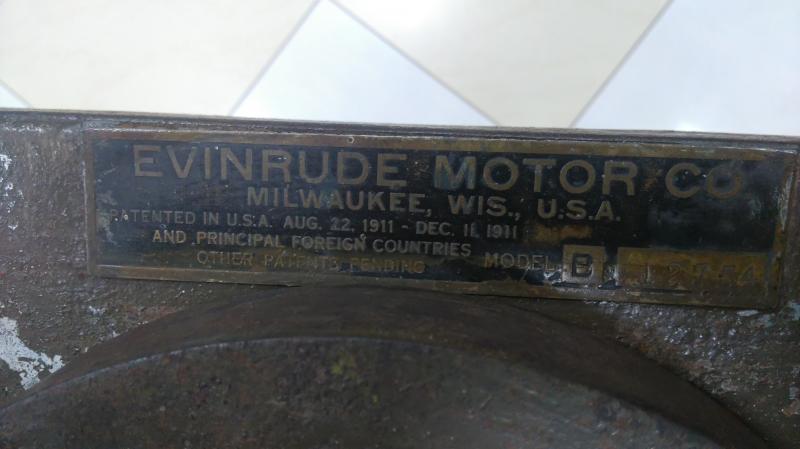 EVINRUDE MOTOR CO
MILWAUKEE, WIS., U.S.A.
PATENTED IN U.S.A. AUG. 22, 1911 - DEC. 11, 1911
AND PRINCIPAL FOREIGN COUNTRIES
OTHER PATENTS PENDING MODEL B